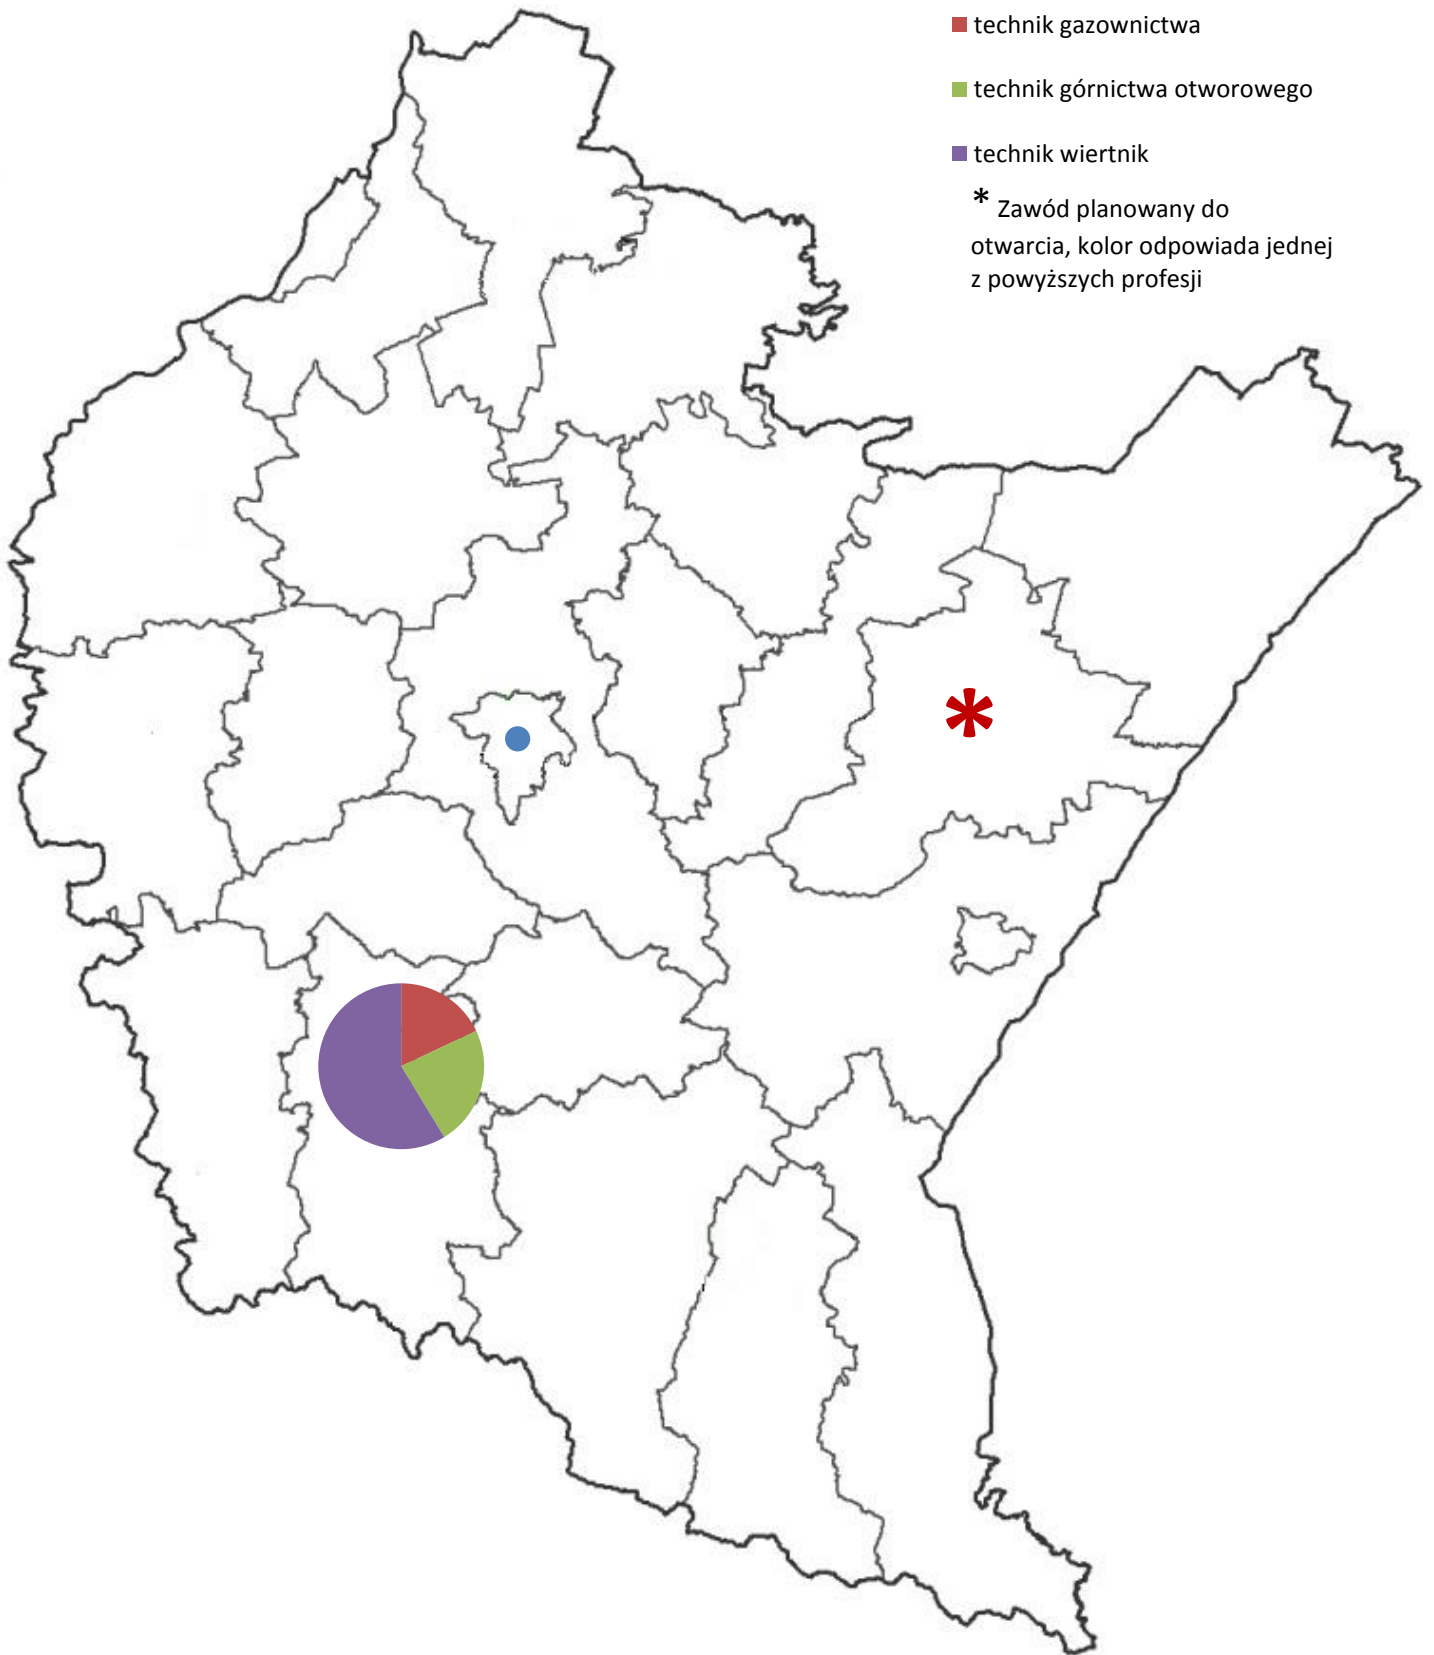 technik gazownictwa
technik górnictwa otworowego
technik wiertnik
* Zawód planowany do
otwarcia, kolor odpowiada jednej
z powyższych profesji
*